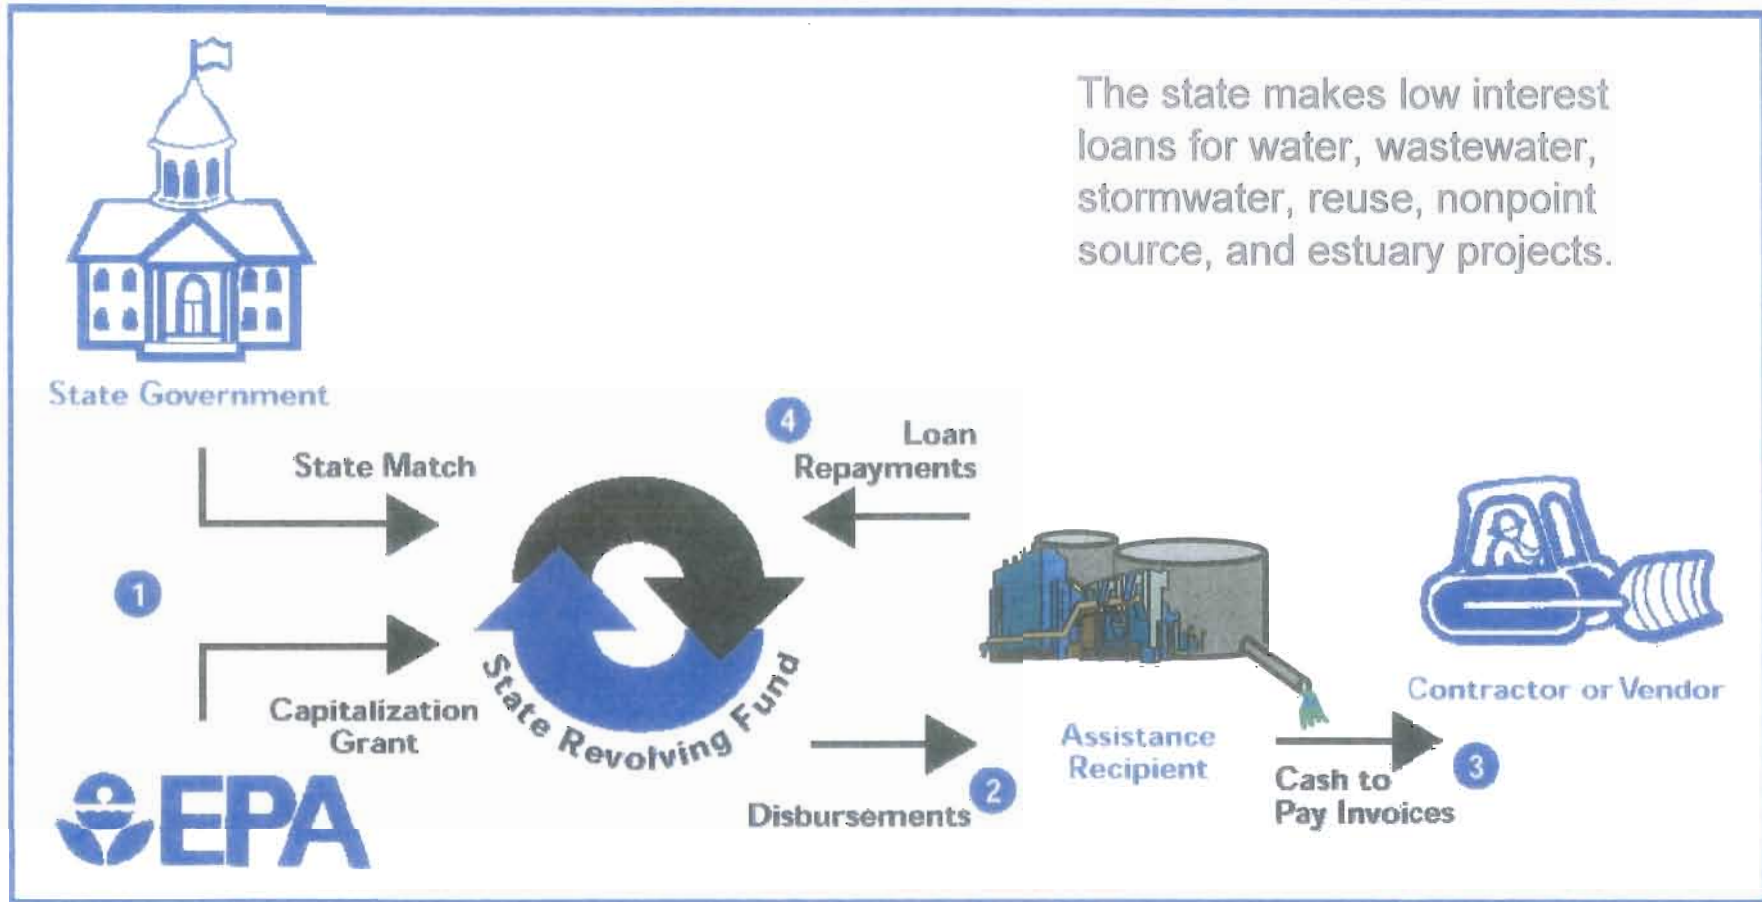 The state makes low interest
loans for water, wastewater,
stormwater, reuse, nonpoint
source, and estuary projects.
State Government
State Match
4
Loan
Repayments
1
Capitalization
Grant
State Revolving Fund
EPA
Disbursements
2
Assistance
Recipient
Cash to
Pay Invoices
3
Contractor or Vendor